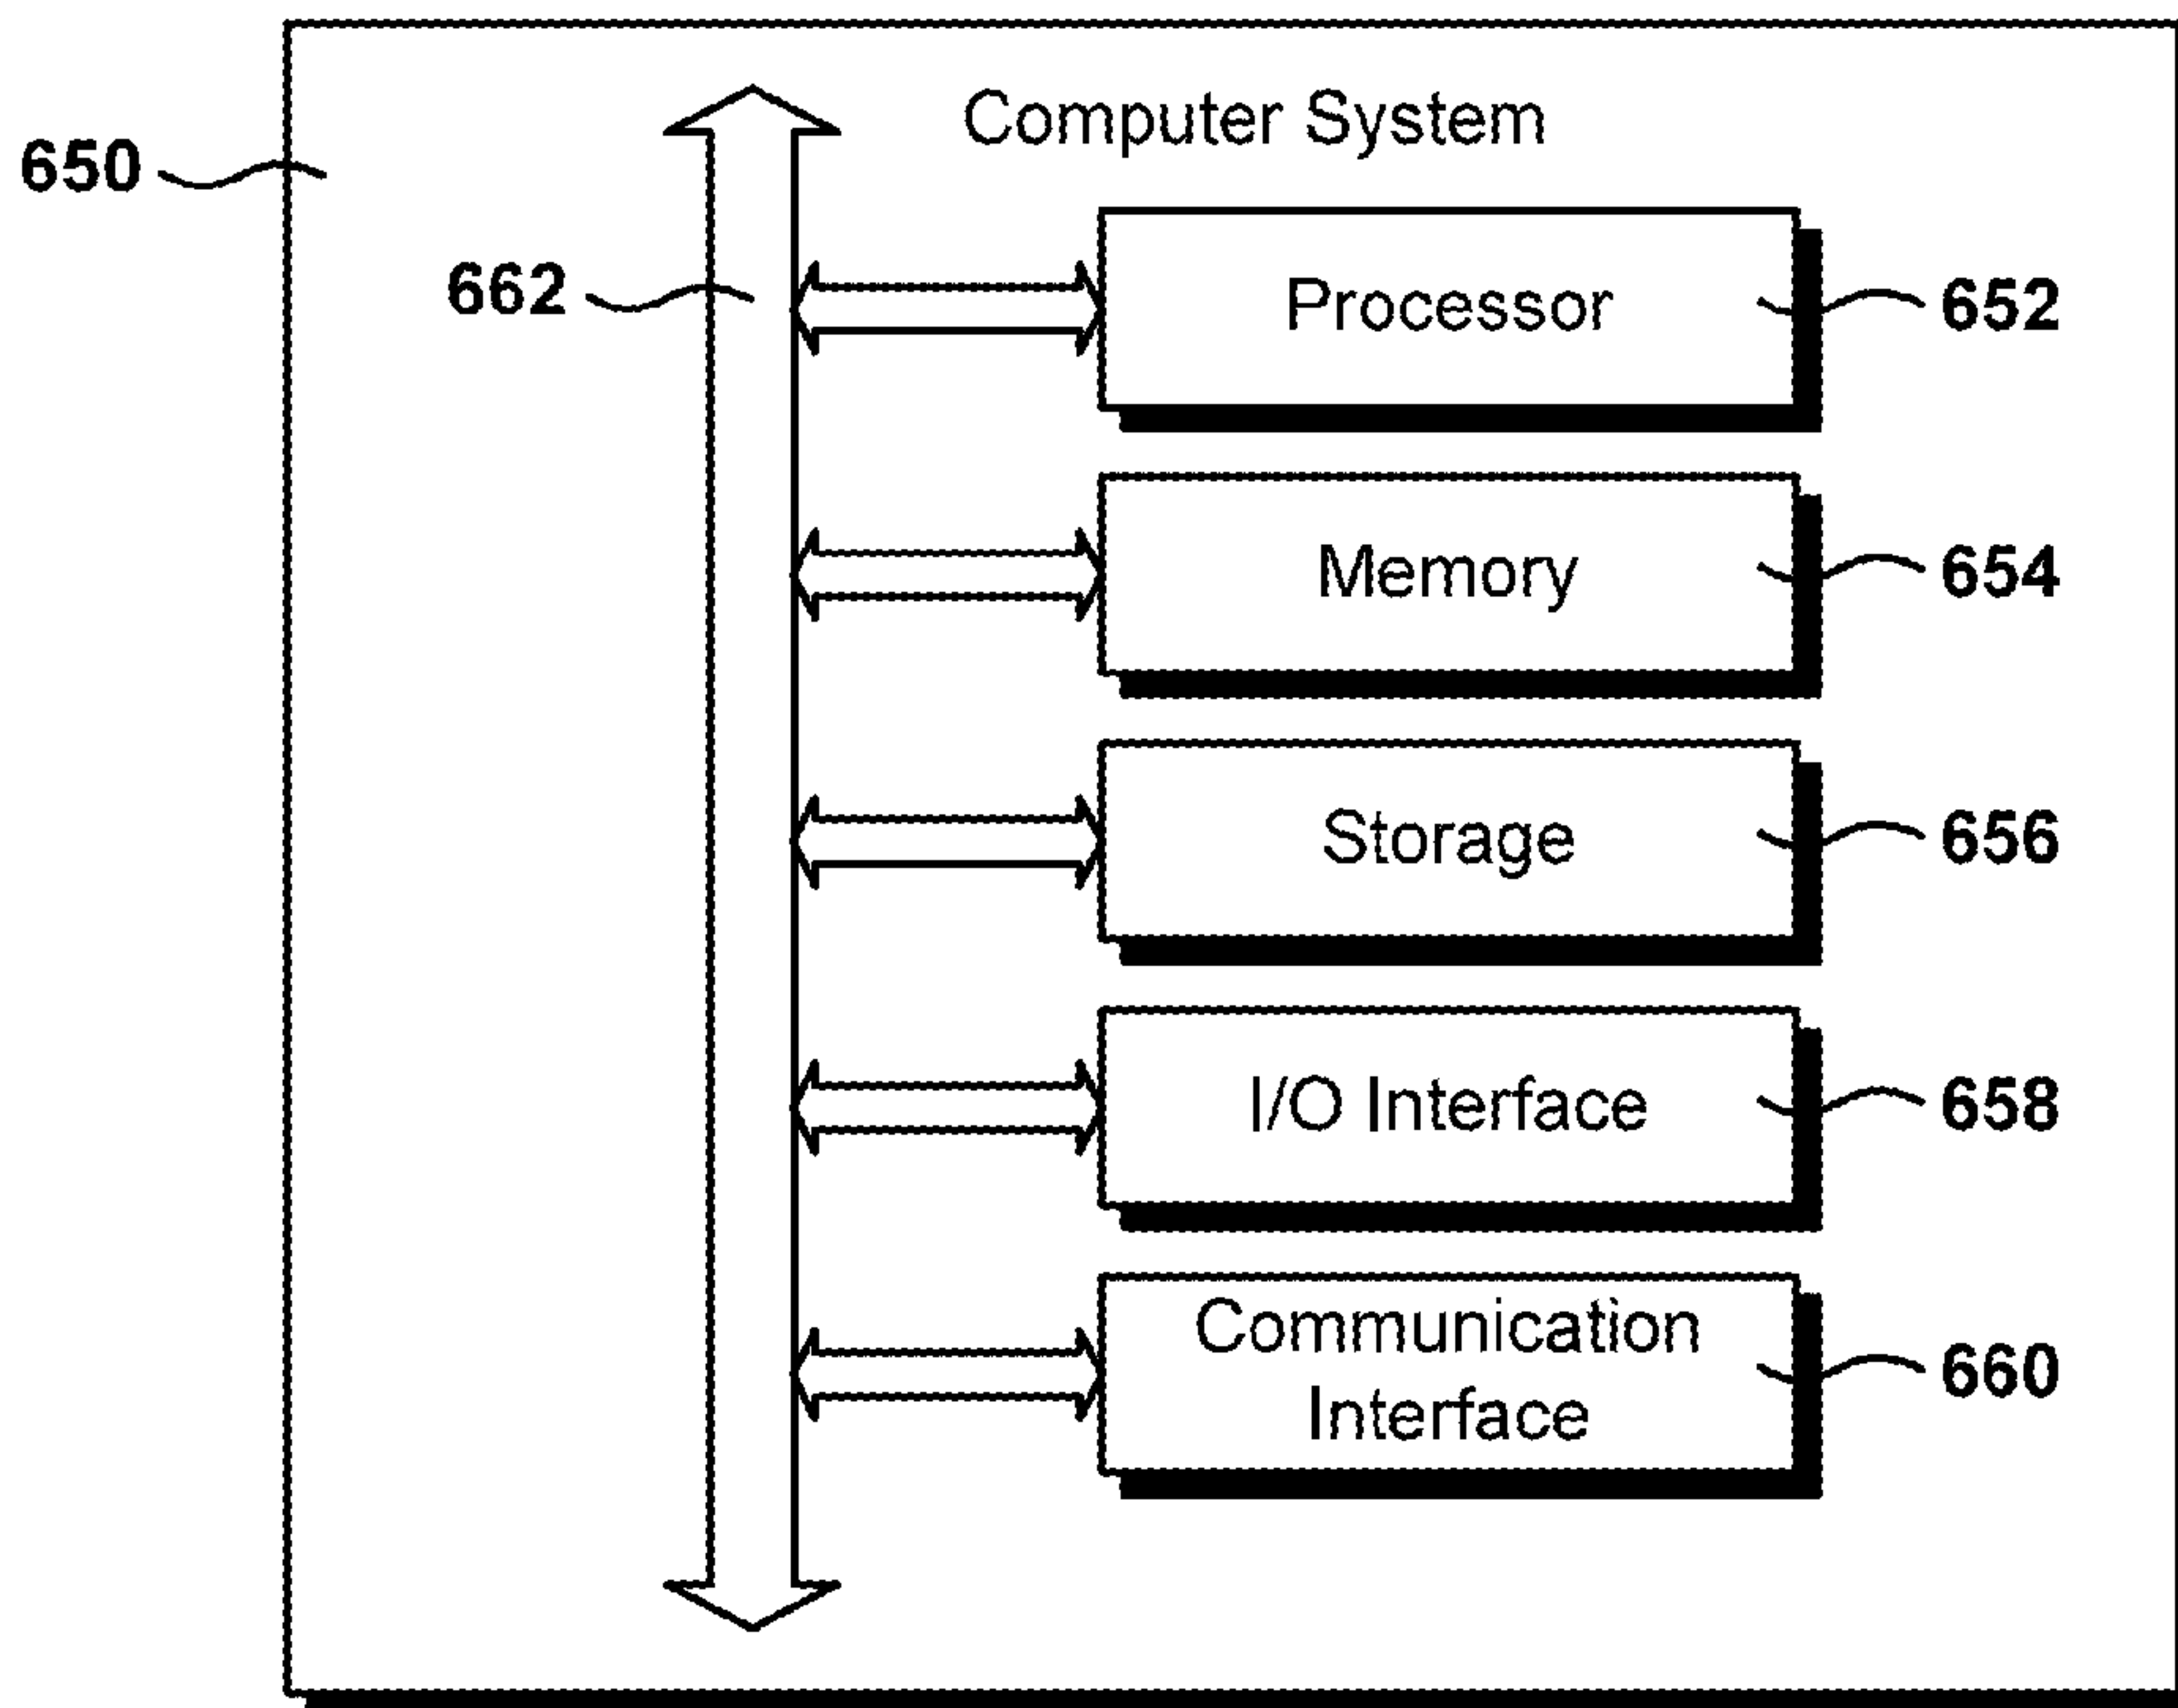 Computer System
650
662
Processor
652
Memory
654
Storage
656
I/O Interface
658
Communication
Interface
660